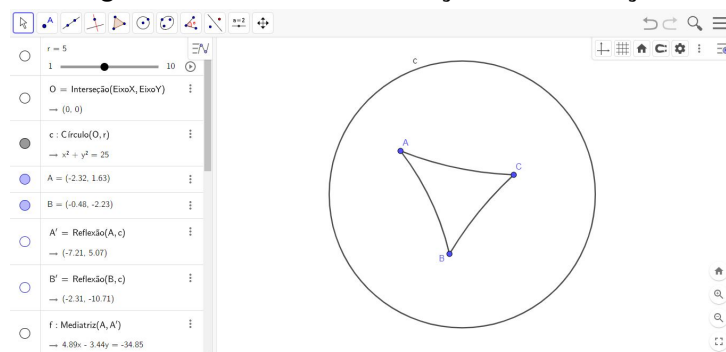 a=2
r = 5
1
10
O = Interseção(EixoX, EixoY)
→ (0, 0)
c : Círculo(O, r)
→ x² + y² = 25
A = (-2.32, 1.63)
B = (-0.48, -2.23)
A′ = Reflexão(A, c)
→ (-7.21, 5.07)
B′ = Reflexão(B, c)
→ (-2.31, -10.71)
f : Mediatriz(A, A′)
→ 4.89x - 3.44y = -34.85
c
A
C
B